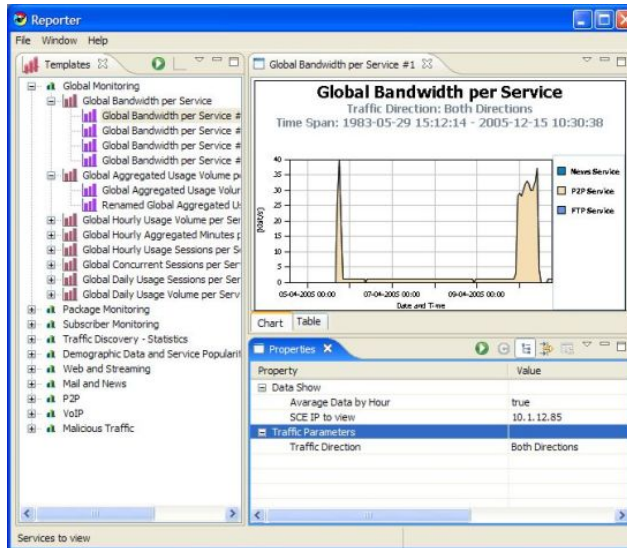 Reporter
File Window Help
Templates
Global Monitoring
Global Bandwidth per Service
Global Bandwidth per Service #
Global Bandwidth per Service #
Global Bandwidth per Service #
Global Bandwidth per Service #
Global Aggregated Usage Volume p
Global Aggregated Usage Volur
Renamed Global Aggregated U
Global Hourly Usage Volume per Ser
Global Hourly Aggregated Minutes p
Global Hourly Usage Sessions per S
Global Concurrent Sessions per Ser
Global Daily Usage Sessions per Ser
Global Daily Usage Volume per Serv
Package Monitoring
Subscriber Monitoring
Traffic Discovery - Statistics
Demographic Data and Service Populari
Web and Streaming
Mail and News
P2P
VoIP
Malicious Traffic
Global Bandwidth per Service #1
Global Bandwidth per Service
Traffic Direction: Both Directions
Time Span: 1983-05-29 15:12:14 - 2005-12-15 10:30:38
40
35
30
25
20
15
10
5
0
05-04-2005 00:00 07-04-2005 00:00 09-04-2005 00:00
Date and Time
News Service
P2P Service
FTP Service
Chart Table
Properties
Property Value
Data Show
Avarage Data by Hour true
SCE IP to view 10.1.12.85
Traffic Parameters
Traffic Direction Both Directions
Services to view